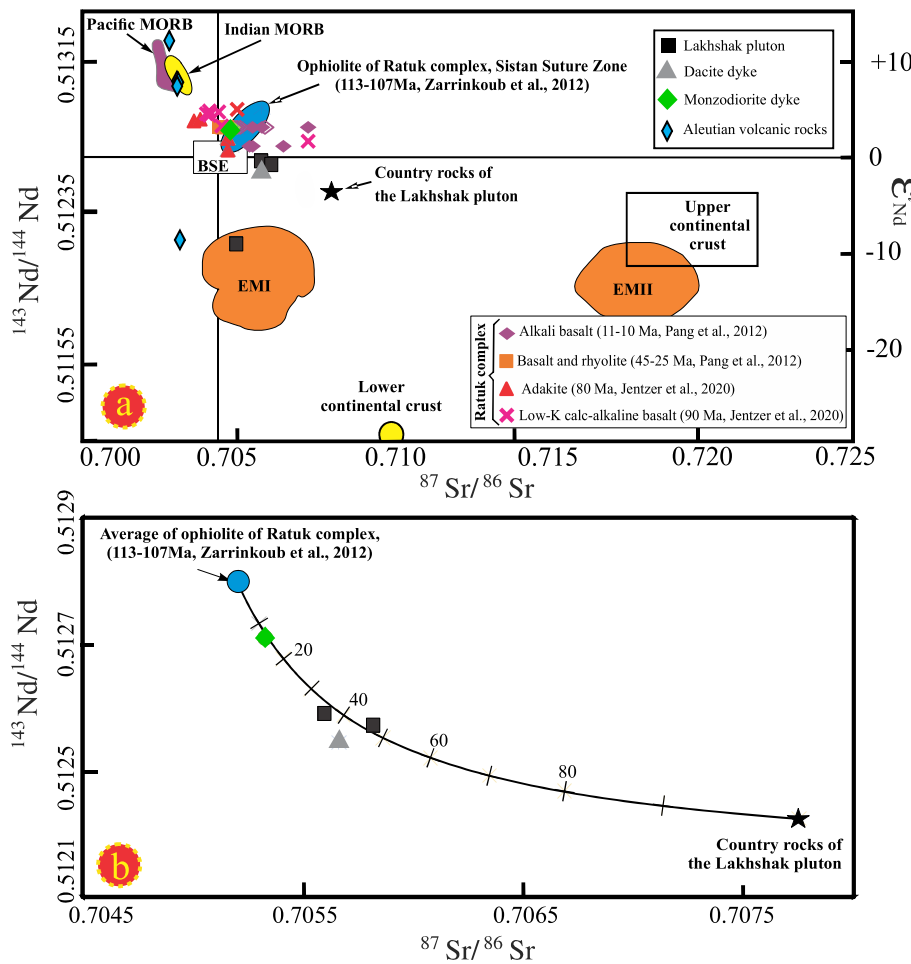 Pacific MORB
Indian MORB
Ophiolite of Ratuk complex, Sistan Suture Zone
(113-107Ma, Zarrinkoub et al., 2012)
Lakhshak pluton
Dacite dyke
Monzodiorite dyke
Aleutian volcanic rocks
BSE
Country rocks of
the Lakhshak pluton
Upper
continental
crust
EMI
EMII
Lower
continental crust
Ratuk complex
Alkali basalt (11-10 Ma, Pang et al., 2012)
Basalt and rhyolite (45-25 Ma, Pang et al., 2012)
Adakite (80 Ma, Jentzer et al., 2020)
Low-K calc-alkaline basalt (90 Ma, Jentzer et al., 2020)
a
0.51315
0.51235
0.51155
143Nd/144Nd
+10
0
-10
-20
εNd
0.700
0.705
0.710
0.715
0.720
0.725
87Sr/86Sr
Average of ophiolite of Ratuk complex,
(113-107Ma, Zarrinkoub et al., 2012)
20
40
60
80
Country rocks of
the Lakhshak pluton
b
0.5129
0.5127
0.5125
0.5121
143Nd/144Nd
0.7045
0.7055
0.7065
0.7075
87Sr/86Sr